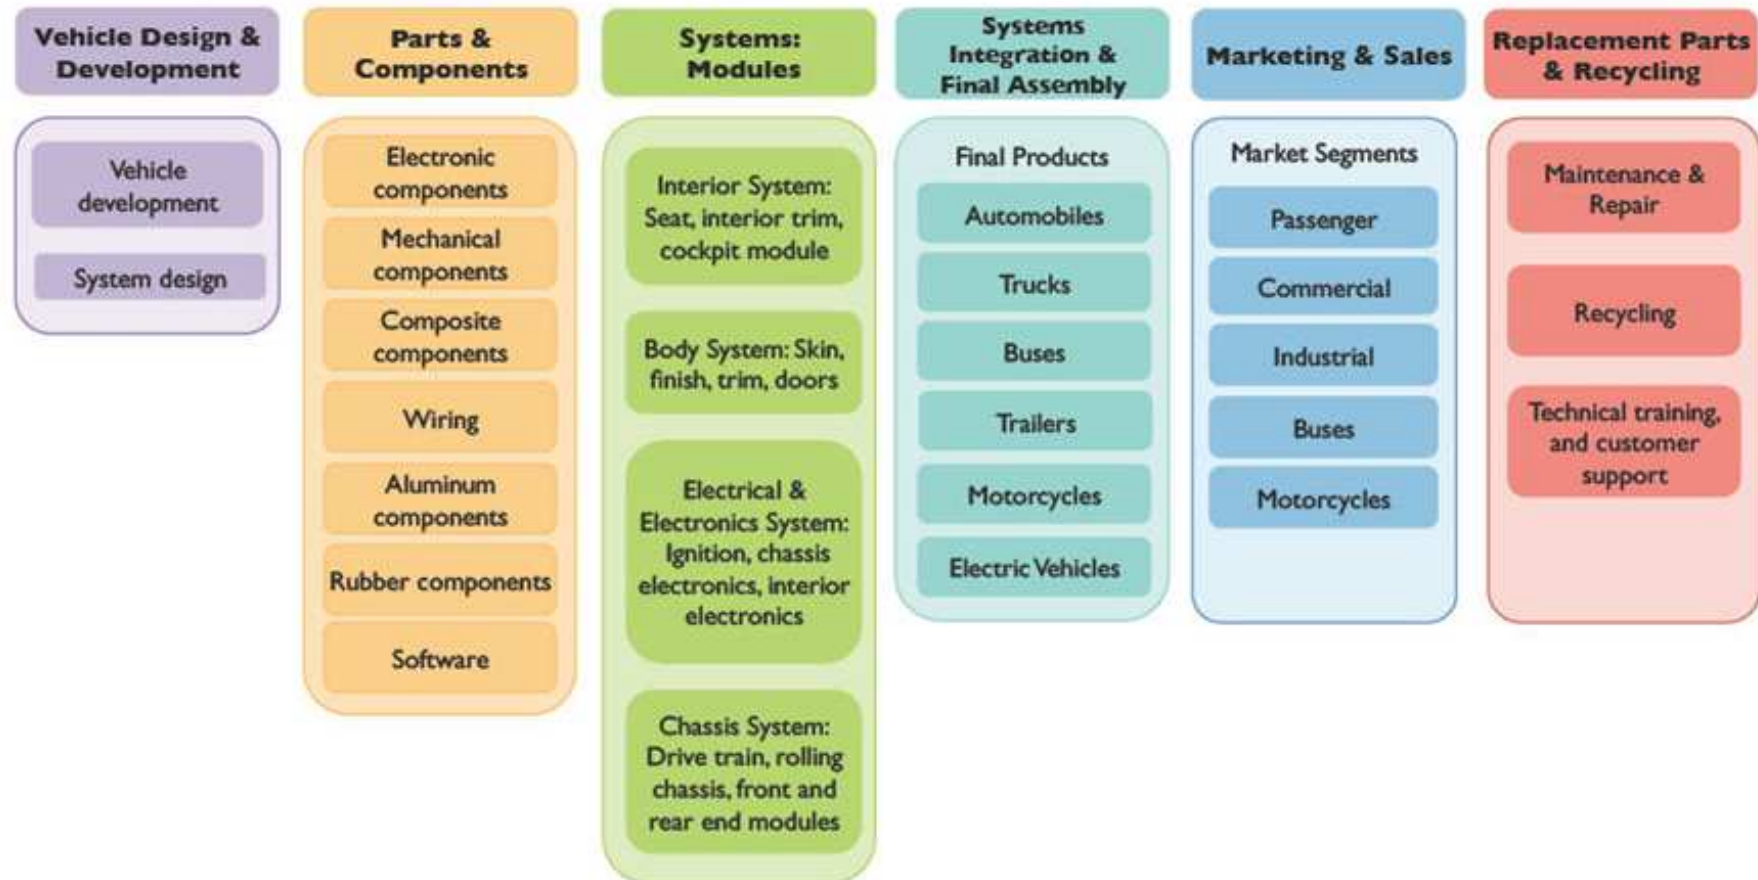 Vehicle Design &
Development
Vehicle
development
System design
Parts &
Components
Electronic
components
Mechanical
components
Composite
components
Wiring
Aluminum
components
Rubber components
Software
Systems:
Modules
Interior System:
Seat, interior trim,
cockpit module
Body System: Skin,
finish, trim, doors
Electrical &
Electronics System:
Ignition, chassis
electronics, interior
electronics
Chassis System:
Drive train, rolling
chassis, front and
rear end modules
Systems
Integration &
Final Assembly
Final Products
Automobiles
Trucks
Buses
Trailers
Motorcycles
Electric Vehicles
Marketing & Sales
Market Segments
Passenger
Commercial
Industrial
Buses
Motorcycles
Replacement Parts
& Recycling
Maintenance &
Repair
Recycling
Technical training,
and customer
support